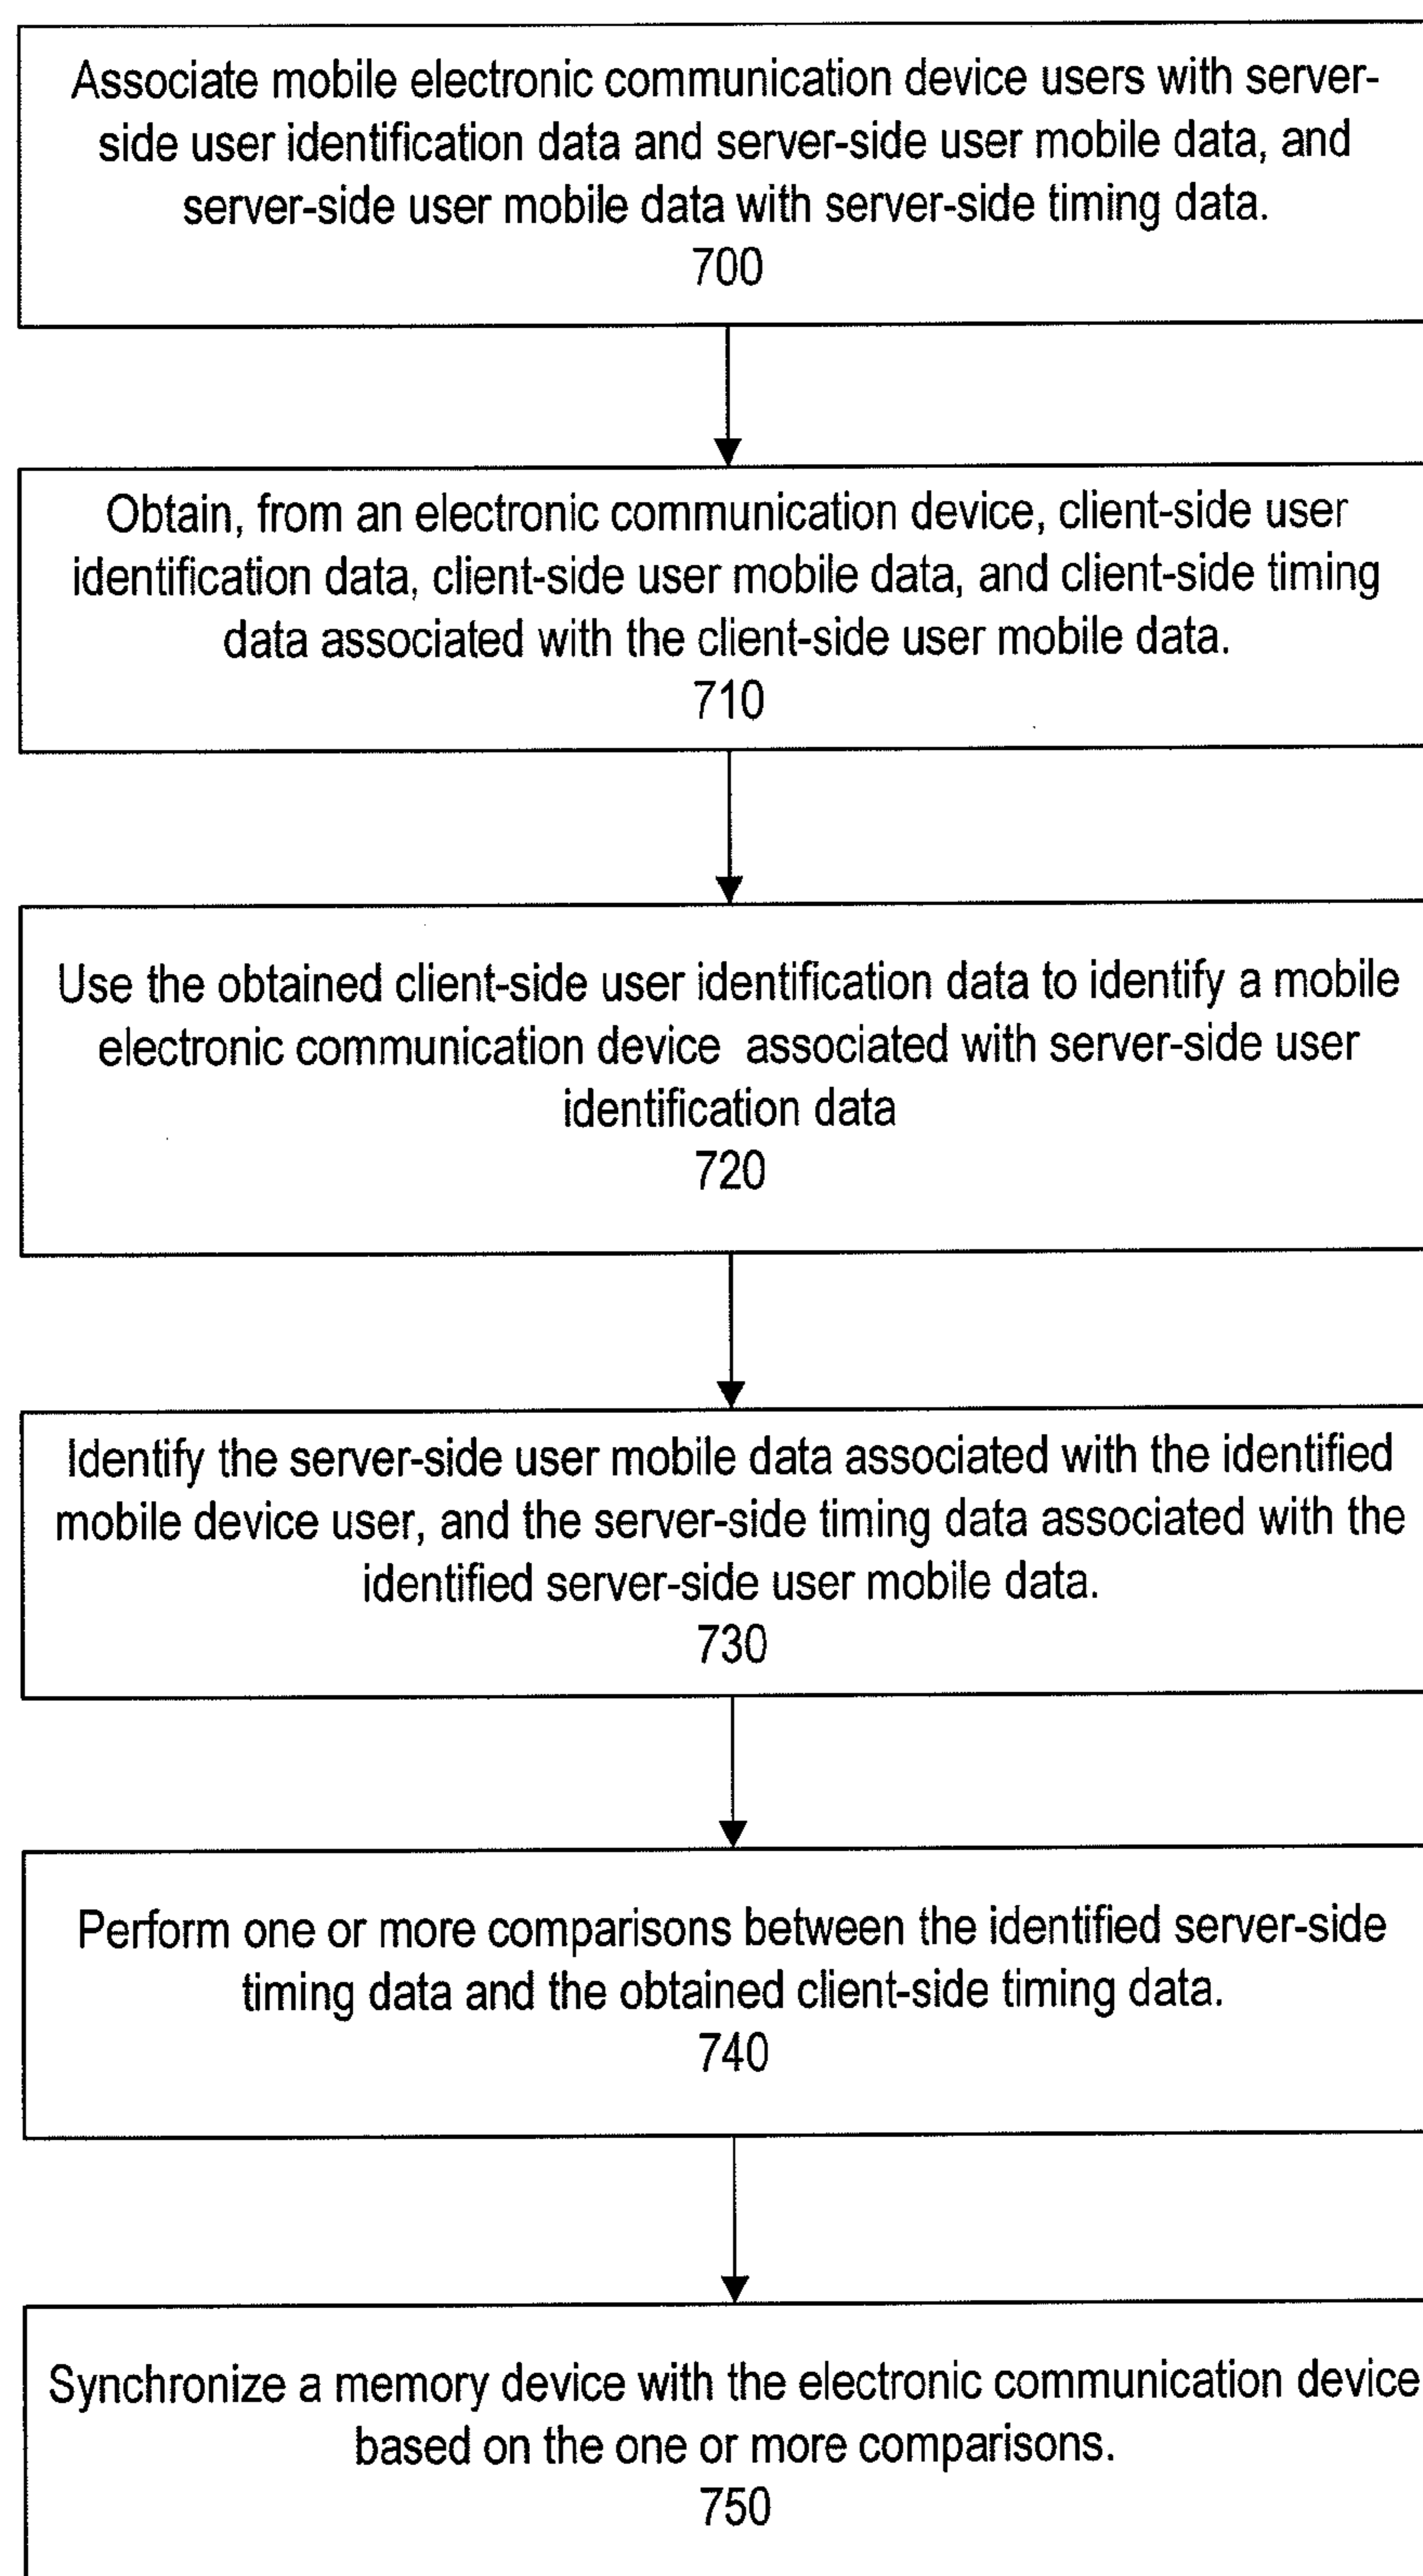 Associate mobile electronic communication device users with server-
side user identification data and server-side user mobile data, and
server-side user mobile data with server-side timing data.
700
Obtain, from an electronic communication device, client-side user
identification data, client-side user mobile data, and client-side timing
data associated with the client-side user mobile data.
710
Use the obtained client-side user identification data to identify a mobile
electronic communication device associated with server-side user
identification data
720
Identify the server-side user mobile data associated with the identified
mobile device user, and the server-side timing data associated with the
identified server-side user mobile data.
730
Perform one or more comparisons between the identified server-side
timing data and the obtained client-side timing data.
740
Synchronize a memory device with the electronic communication device
based on the one or more comparisons.
750